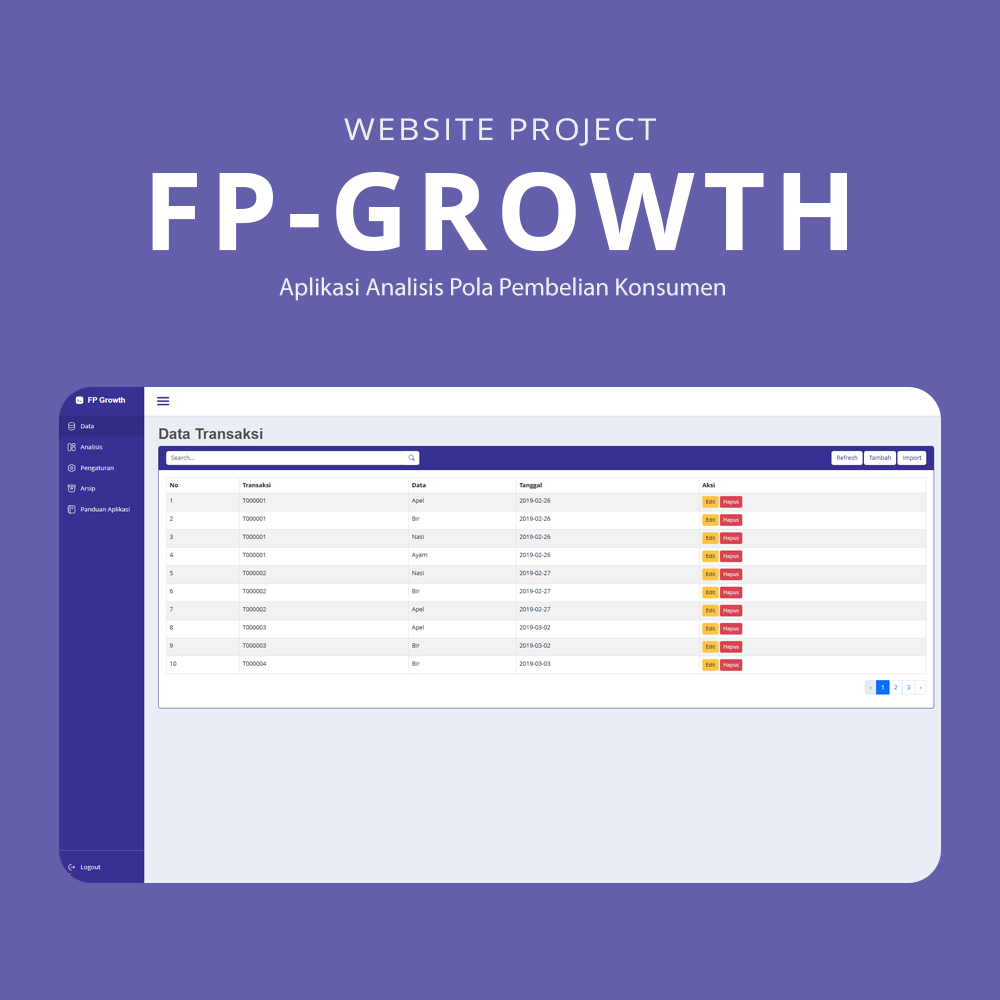 WEBSITE PROJECT
FP-GROWTH
Aplikasi Analisis Pola Pembelian Konsumen
FP Growth
Data
Analisis
Pengaturan
Arsip
Panduan Aplikasi
Logout
Data Transaksi
Search... Refresh Tambah Import
No Transaksi Data Tanggal Aksi
1 T000001 Apel 2019-02-26 Edit Hapus
2 T000001 Bir 2019-02-26 Edit Hapus
3 T000001 Nasi 2019-02-26 Edit Hapus
4 T000001 Ayam 2019-02-26 Edit Hapus
5 T000002 Nasi 2019-02-27 Edit Hapus
6 T000002 Bir 2019-02-27 Edit Hapus
7 T000002 Apel 2019-02-27 Edit Hapus
8 T000003 Apel 2019-03-02 Edit Hapus
9 T000003 Bir 2019-03-02 Edit Hapus
10 T000004 Bir 2019-03-03 Edit Hapus
‹ 1 2 3 ›